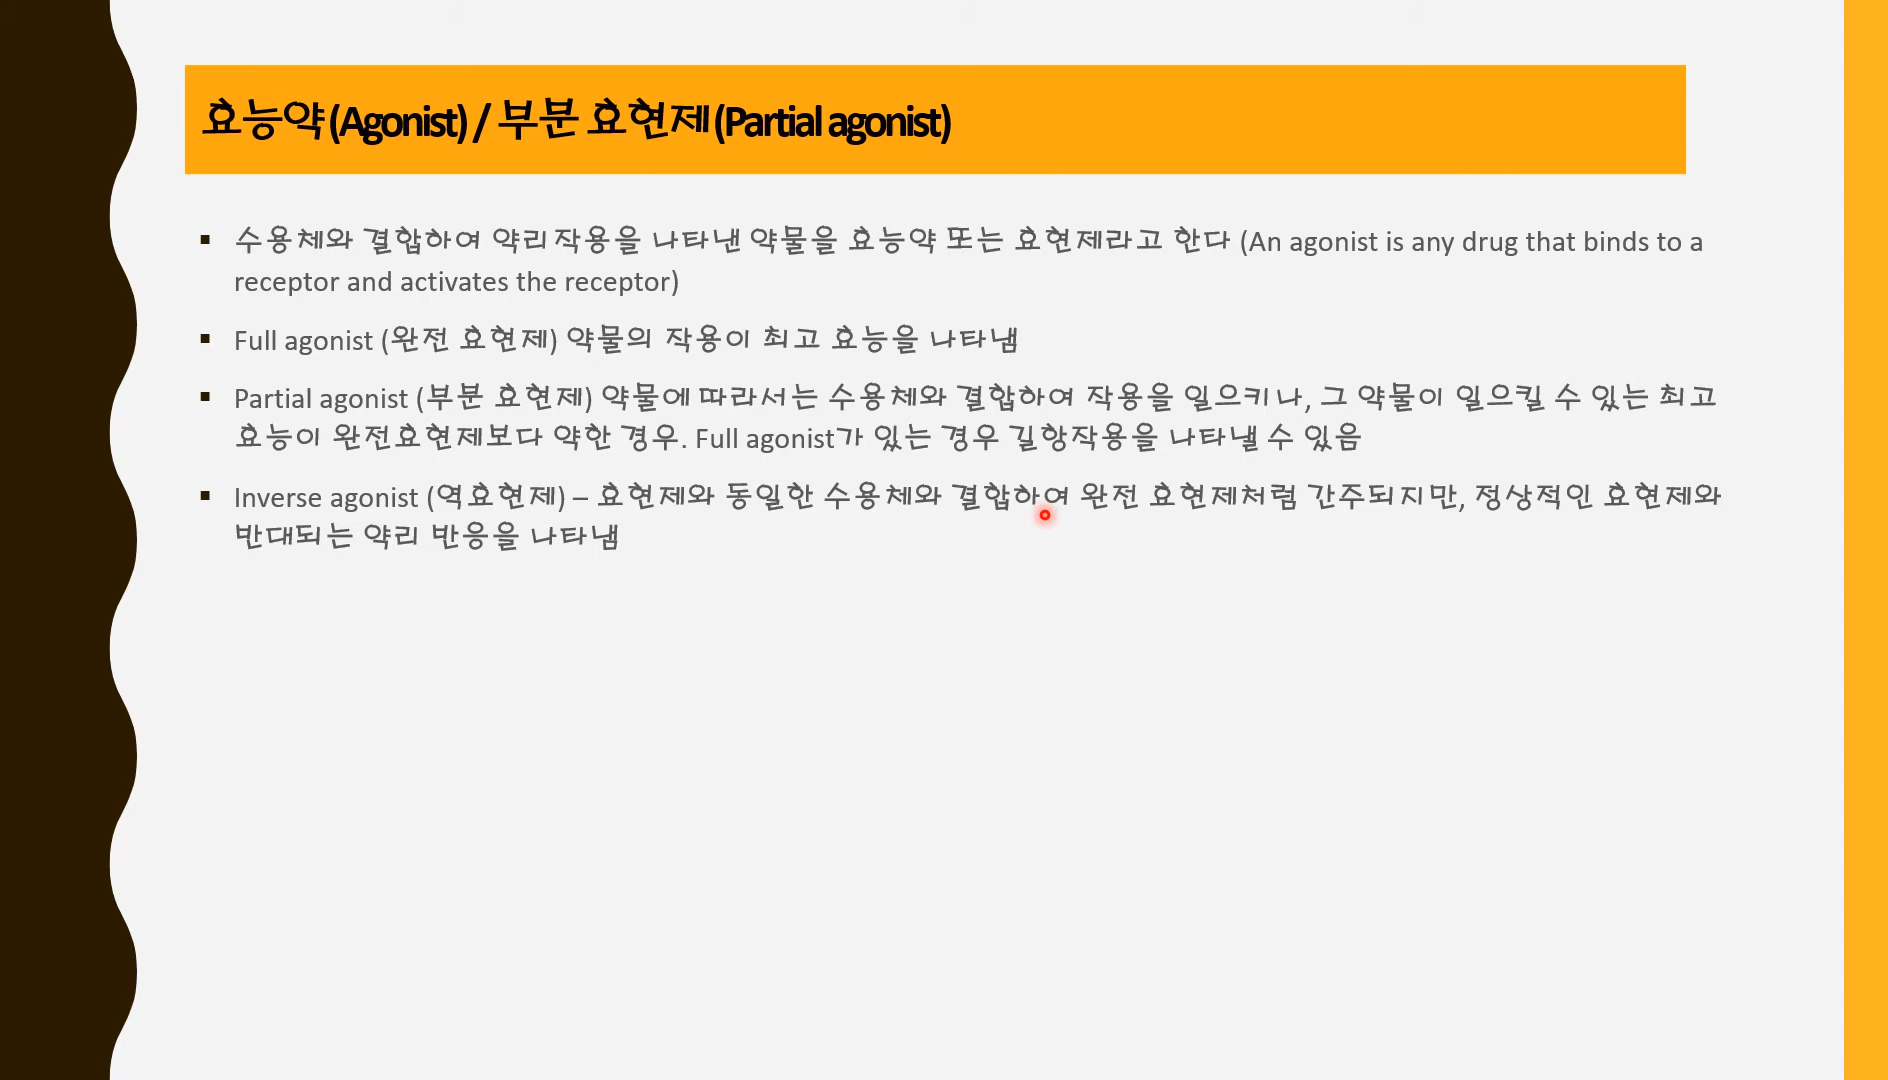 효능약(Agonist) / 부분 효현제(Partial agonist)
▪ 수용체와 결합하여 약리작용을 나타낸 약물을 효능약 또는 효현제라고 한다 (An agonist is any drug that binds to a
receptor and activates the receptor)
▪ Full agonist (완전 효현제) 약물의 작용이 최고 효능을 나타냄
▪ Partial agonist (부분 효현제) 약물에 따라서는 수용체와 결합하여 작용을 일으키나, 그 약물이 일으킬 수 있는 최고
효능이 완전효현제보다 약한 경우. Full agonist가 있는 경우 길항작용을 나타낼 수 있음
▪ Inverse agonist (역효현제) – 효현제와 동일한 수용체와 결합하여 완전 효현제처럼 간주되지만, 정상적인 효현제와
반대되는 약리 반응을 나타냄